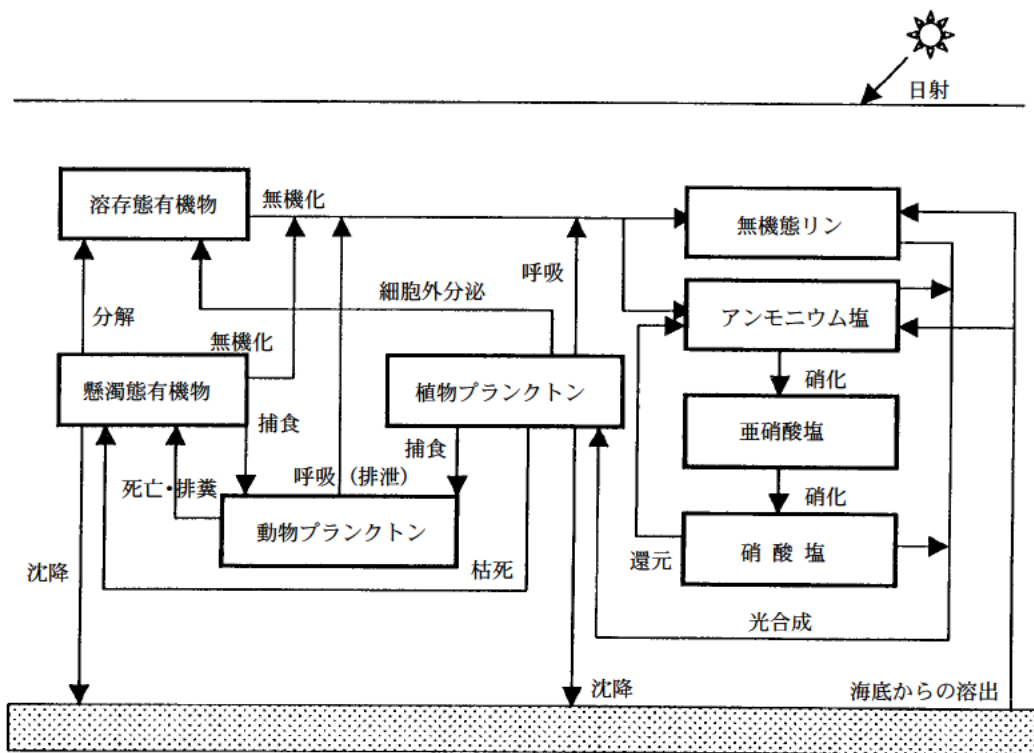 日射
溶存態有機物
無機化
無機態リン
呼吸
細胞外分泌
アンモニウム塩
分解
無機化
硝化
懸濁態有機物
植物プランクトン
亜硝酸塩
捕食
捕食
硝化
死亡・排糞
呼吸（排泄）
動物プランクトン
硝酸塩
還元
沈降
枯死
光合成
沈降
海底からの溶出